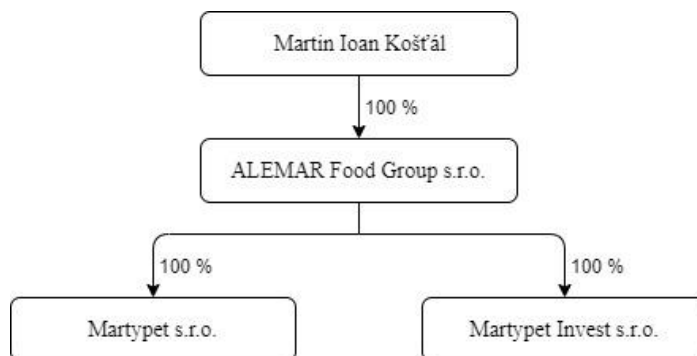 Martin Ioan Košťál
100 %
ALEMAR Food Group s.r.o.
100 %
100 %
Martypet s.r.o.
Martypet Invest s.r.o.